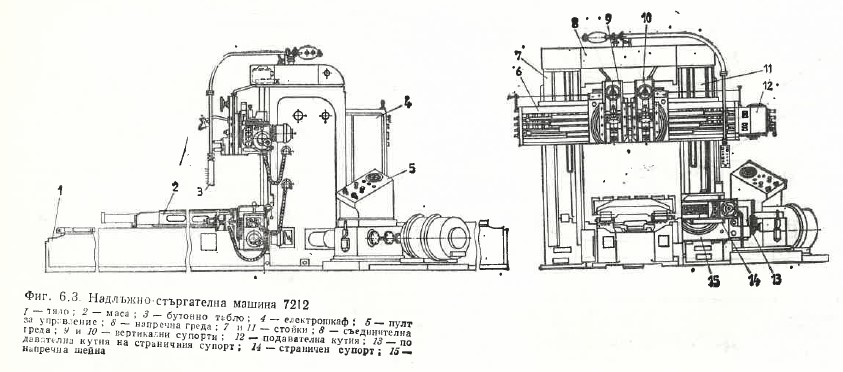 8
9
10
7
6
11
12
4
5
3
1
2
15
14
13
Фиг. 6.3. Надлъжно-стъргателна машина 7212
1 — тяло; 2 — маса; 3 — бутонно табло; 4 — електрошкаф; 5 — пулт
за управление; 6 — напречна греда; 7 и 11 — стойки; 8 — съединителна
греда; 9 и 10 — вертикални супорти; 12 — подавателна кутия; 13 — по
давателна кутия на страничния супорт; 14 — страничен супорт; 15 —
напречна шейна